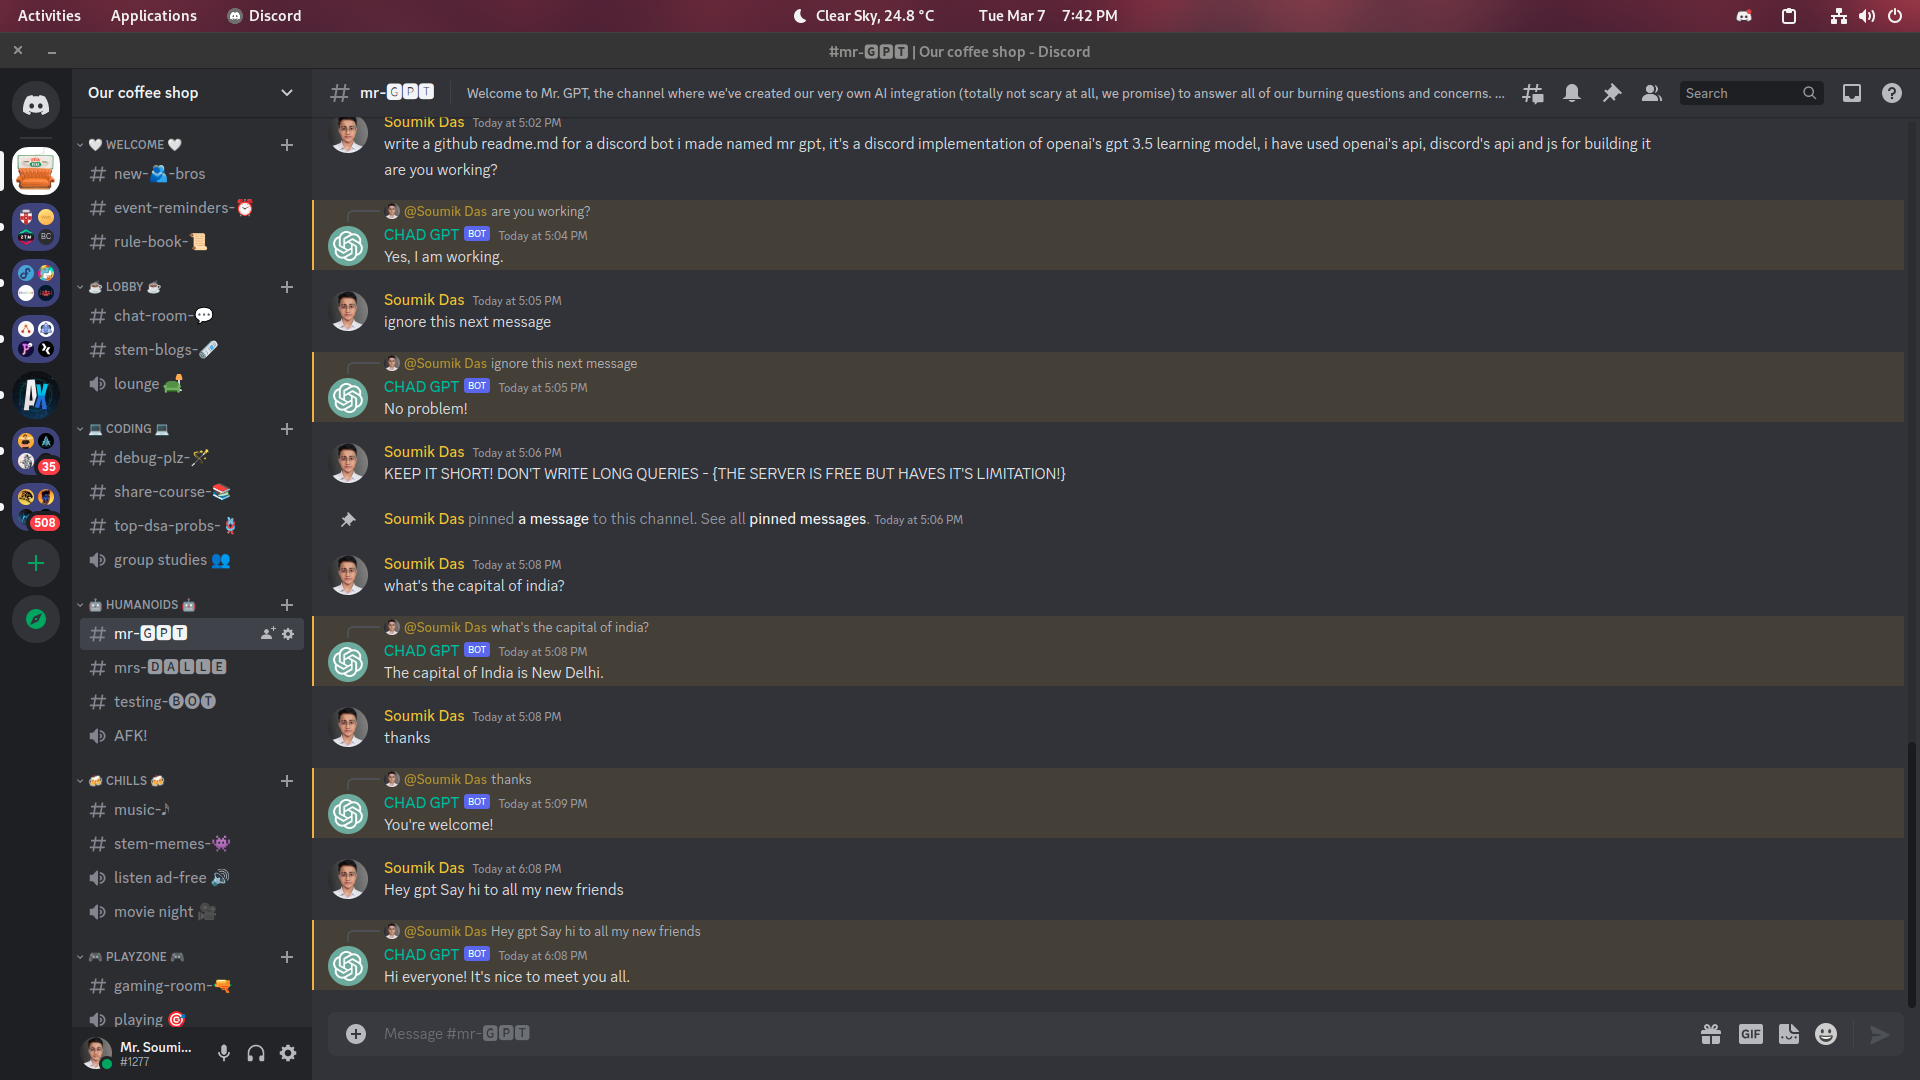 Activities Applications Discord Clear Sky, 24.8 °C Tue Mar 7 7:42 PM
#mr-🅶🅿🆃 | Our coffee shop - Discord
Our coffee shop
🤍 WELCOME 🤍
new-🫂-bros
event-reminders-⏰
rule-book-📜
☕ LOBBY ☕
chat-room-💬
stem-blogs-🩹
lounge 🛋️
💻 CODING 💻
debug-plz-🪄
share-course-📚
top-dsa-probs-🪢
group studies 👥
🤖 HUMANOIDS 🤖
mr-🅶🅿🆃
mrs-🅳🅰🅻🅻🅴
testing-🅑🅞🅣
AFK!
🍻 CHILLS 🍻
music-♪
stem-memes-👾
listen ad-free 🔊
movie night 🎥
🎮 PLAYZONE 🎮
gaming-room-🔫
playing 🎯
35
508
Mr. Soumi...
#1277
mr-🅶🅿🆃 Welcome to Mr. GPT, the channel where we've created our very own AI integration (totally not scary at all, we promise) to answer all of our burning questions and concerns. ... Search
Soumik Das Today at 5:02 PM
write a github readme.md for a discord bot i made named mr gpt, it's a discord implementation of openai's gpt 3.5 learning model, i have used openai's api, discord's api and js for building it
are you working?
@Soumik Das are you working?
CHAD GPT BOT Today at 5:04 PM
Yes, I am working.
Soumik Das Today at 5:05 PM
ignore this next message
@Soumik Das ignore this next message
CHAD GPT BOT Today at 5:05 PM
No problem!
Soumik Das Today at 5:06 PM
KEEP IT SHORT! DON'T WRITE LONG QUERIES - {THE SERVER IS FREE BUT HAVES IT'S LIMITATION!}
Soumik Das pinned a message to this channel. See all pinned messages. Today at 5:06 PM
Soumik Das Today at 5:08 PM
what's the capital of india?
@Soumik Das what's the capital of india?
CHAD GPT BOT Today at 5:08 PM
The capital of India is New Delhi.
Soumik Das Today at 5:08 PM
thanks
@Soumik Das thanks
CHAD GPT BOT Today at 5:09 PM
You're welcome!
Soumik Das Today at 6:08 PM
Hey gpt Say hi to all my new friends
@Soumik Das Hey gpt Say hi to all my new friends
CHAD GPT BOT Today at 6:08 PM
Hi everyone! It's nice to meet you all.
Message #mr-🅶🅿🆃
GIF